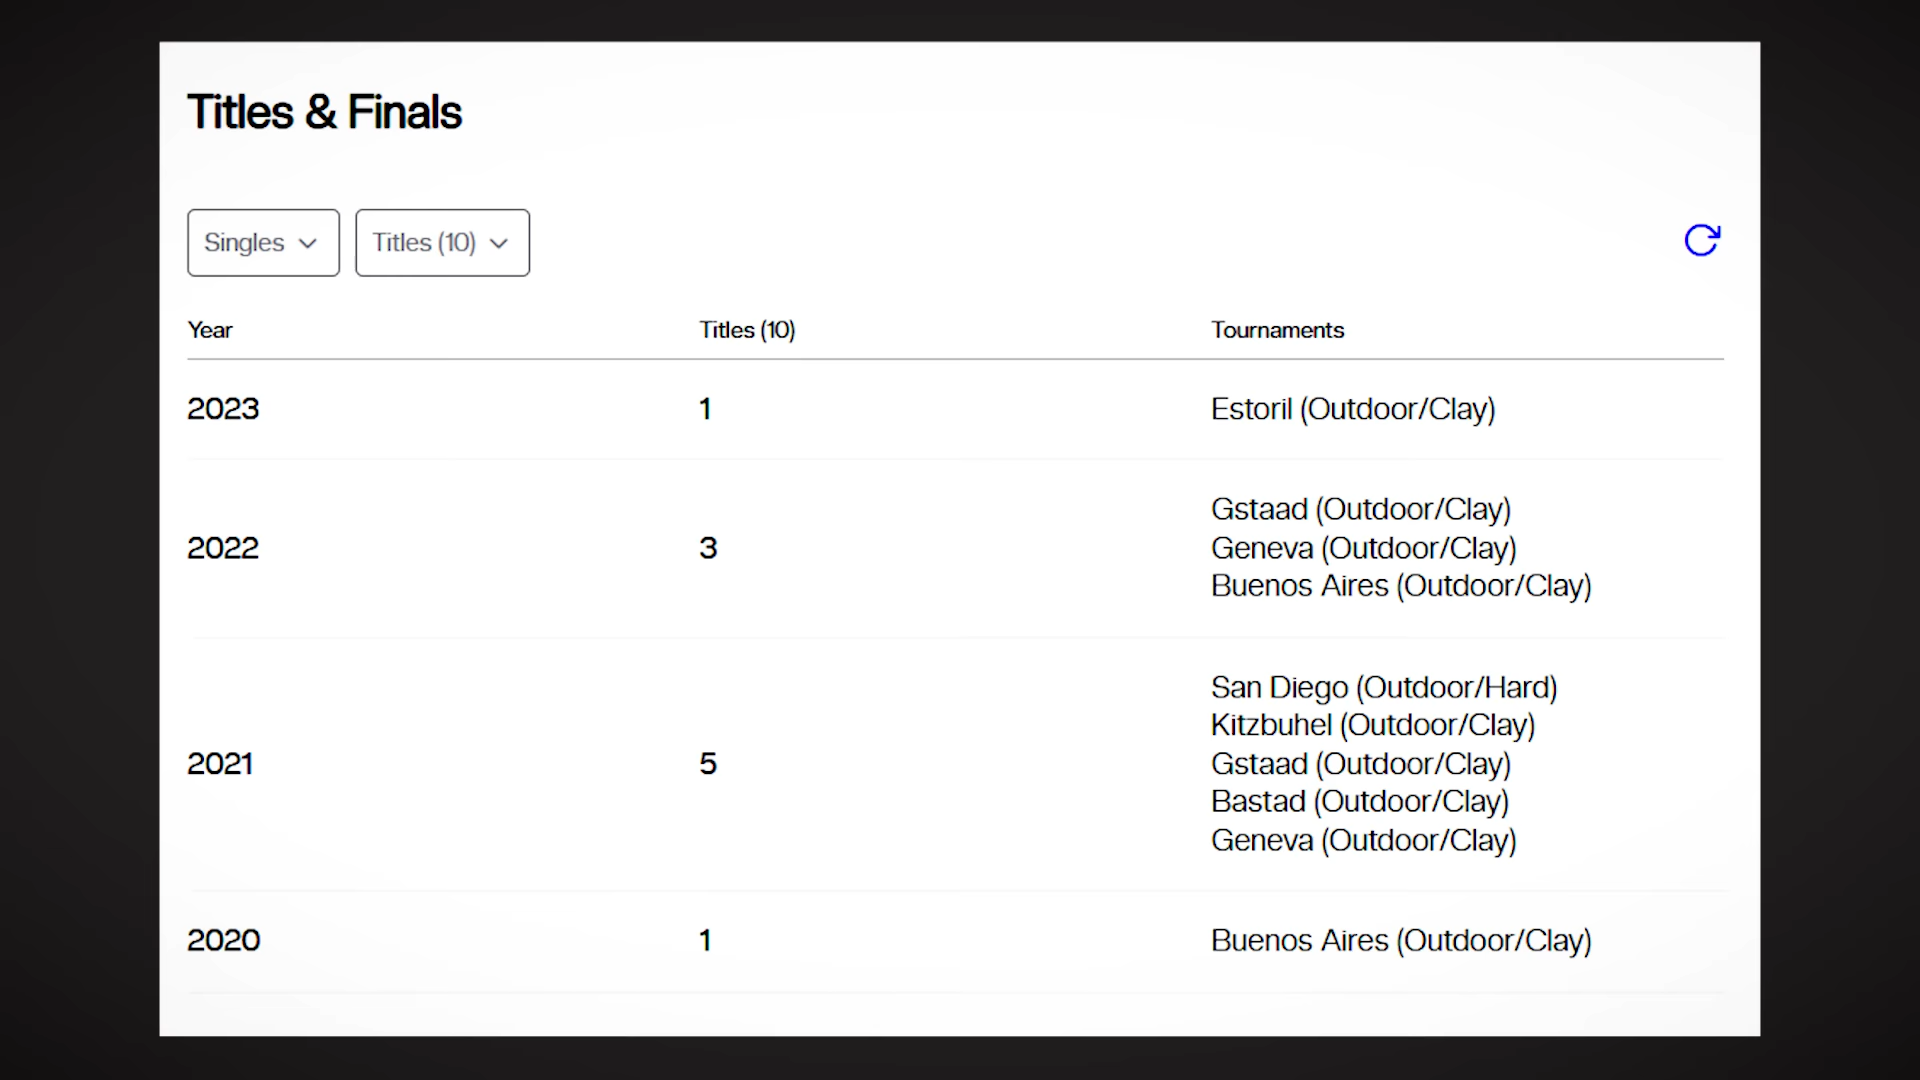 Titles & Finals
Singles
Titles (10)
Year
Titles (10)
Tournaments
2023
1
Estoril (Outdoor/Clay)
2022
3
Gstaad (Outdoor/Clay)
Geneva (Outdoor/Clay)
Buenos Aires (Outdoor/Clay)
2021
5
San Diego (Outdoor/Hard)
Kitzbuhel (Outdoor/Clay)
Gstaad (Outdoor/Clay)
Bastad (Outdoor/Clay)
Geneva (Outdoor/Clay)
2020
1
Buenos Aires (Outdoor/Clay)